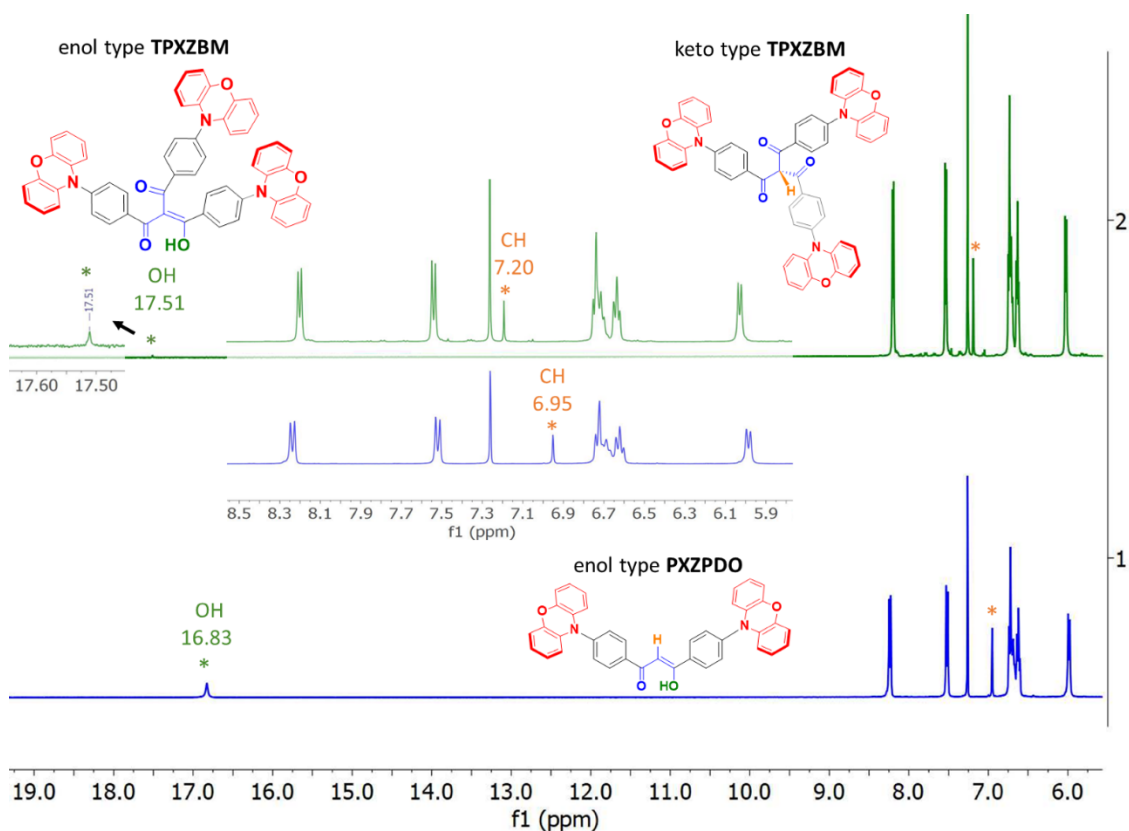 enol type TPXZBM
keto type TPXZBM
O
N
O
N
O
N
O
O
HO
O
N
O
N
O
O
O
H
N
O
2
* OH
17.51
*
17.51
17.60 17.50
CH
7.20
*
*
CH
6.95
*
8.5 8.3 8.1 7.9 7.7 7.5 7.3 7.1 6.9 6.7 6.5 6.3 6.1 5.9
f1 (ppm)
enol type PXZPDO
O
N
O
N
H
O
HO
1
OH
16.83
*
*
19.0 18.0 17.0 16.0 15.0 14.0 13.0 12.0 11.0 10.0 9.0 8.0 7.0 6.0
f1 (ppm)